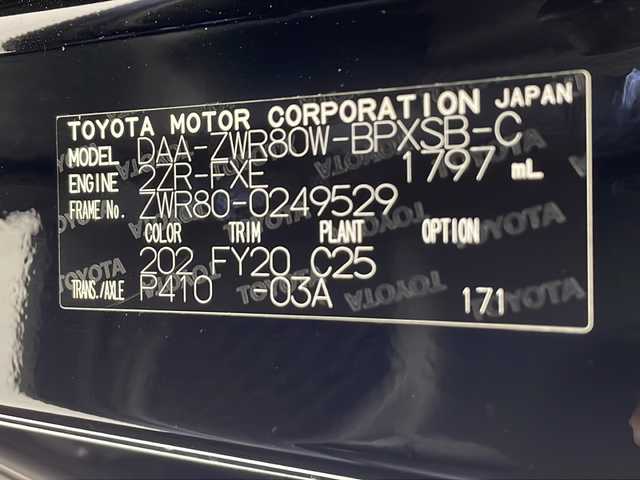 TOYOTA MOTOR CORPORATION JAPAN
MODEL DAA-ZWR80W-BPXSB-C
ENGINE 2ZR-FXE 1797 mL
FRAME No. ZWR80-0249529
COLOR TRIM PLANT OPTION
202 FY20 C25
TRANS./AXLE P410 -03A 171